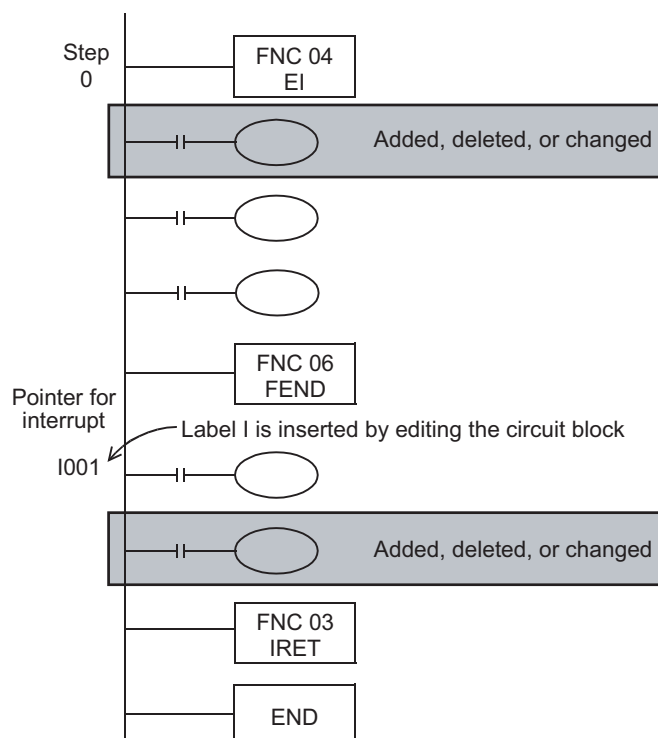 Step
0
FNC 04
EI
Added, deleted, or changed
FNC 06
FEND
Pointer for
interrupt
Label I is inserted by editing the circuit block
I001
Added, deleted, or changed
FNC 03
IRET
END